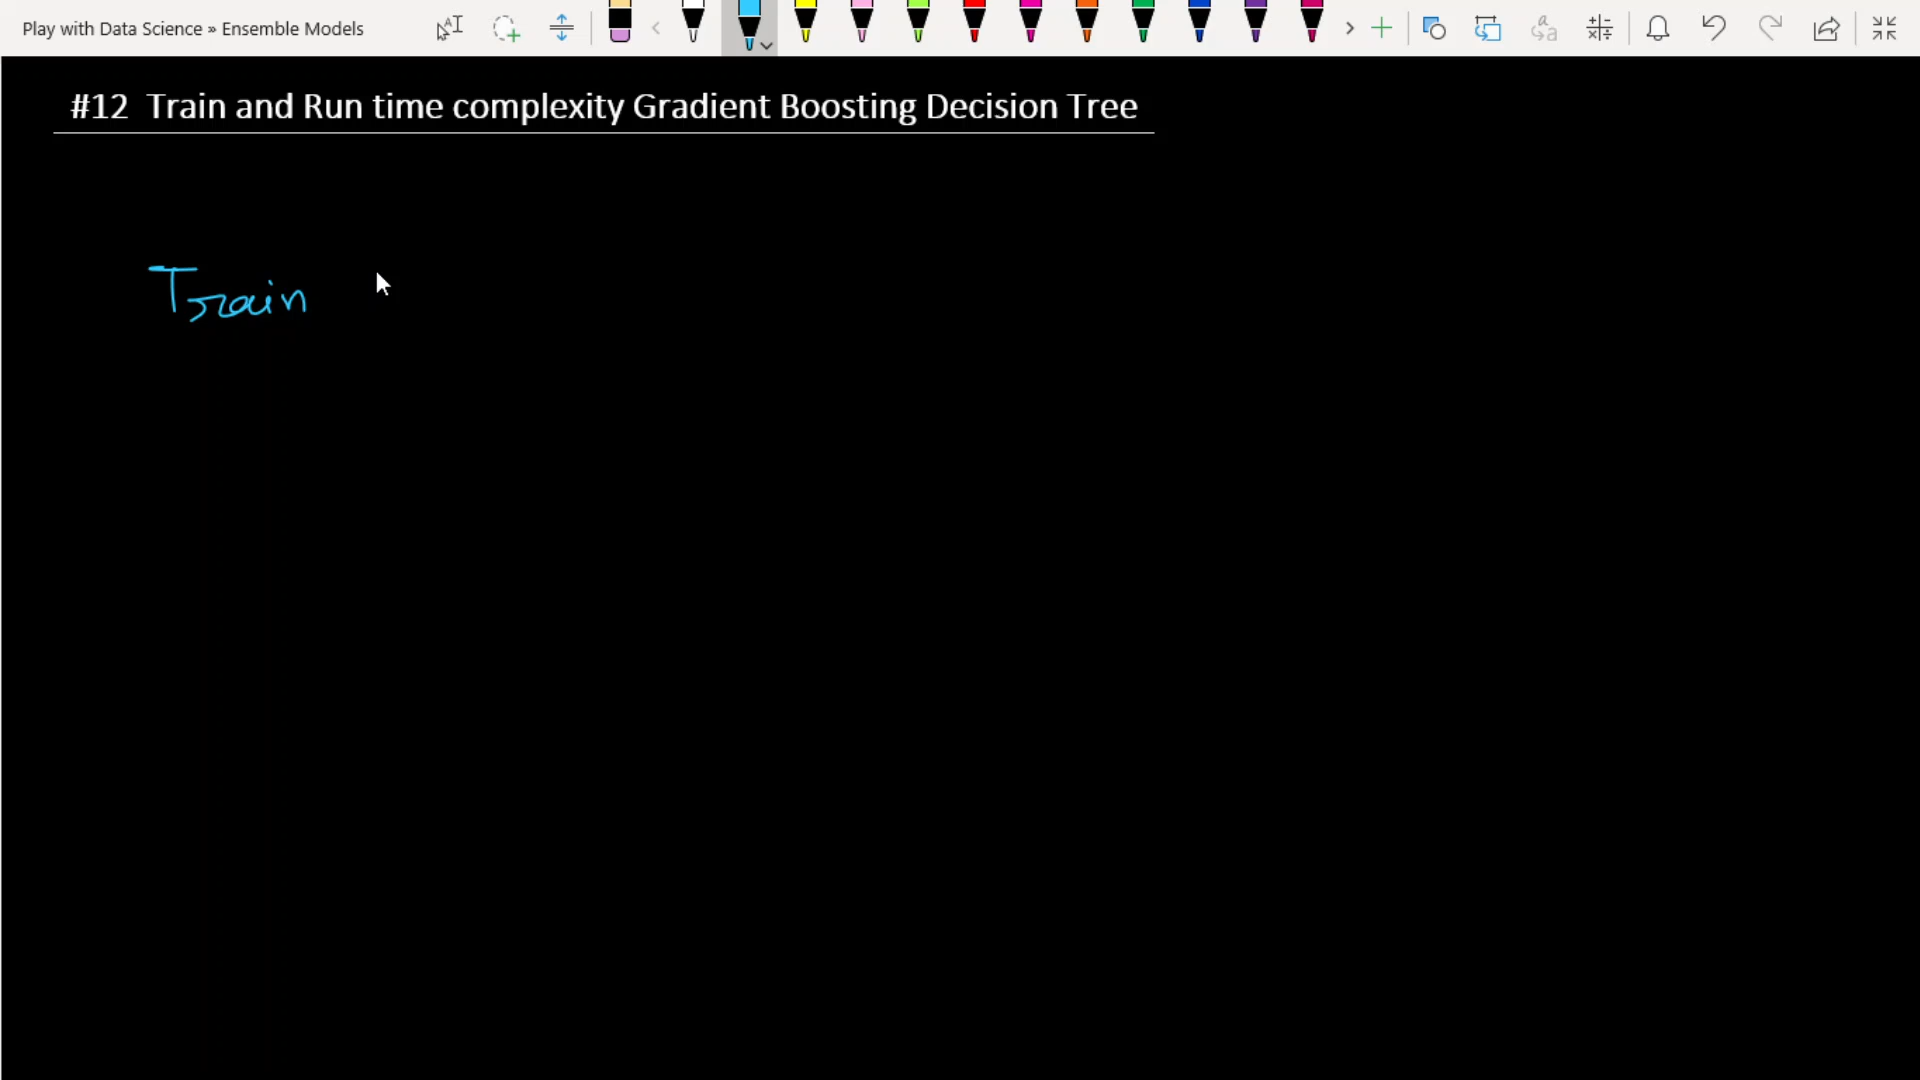 Play with Data Science » Ensemble Models
#12 Train and Run time complexity Gradient Boosting Decision Tree
Train